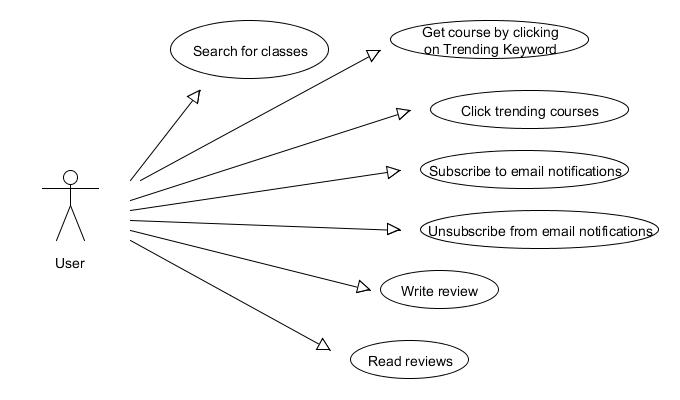 Search for classes
Get course by clicking
on Trending Keyword
Click trending courses
Subscribe to email notifications
Unsubscribe from email notifications
User
Write review
Read reviews